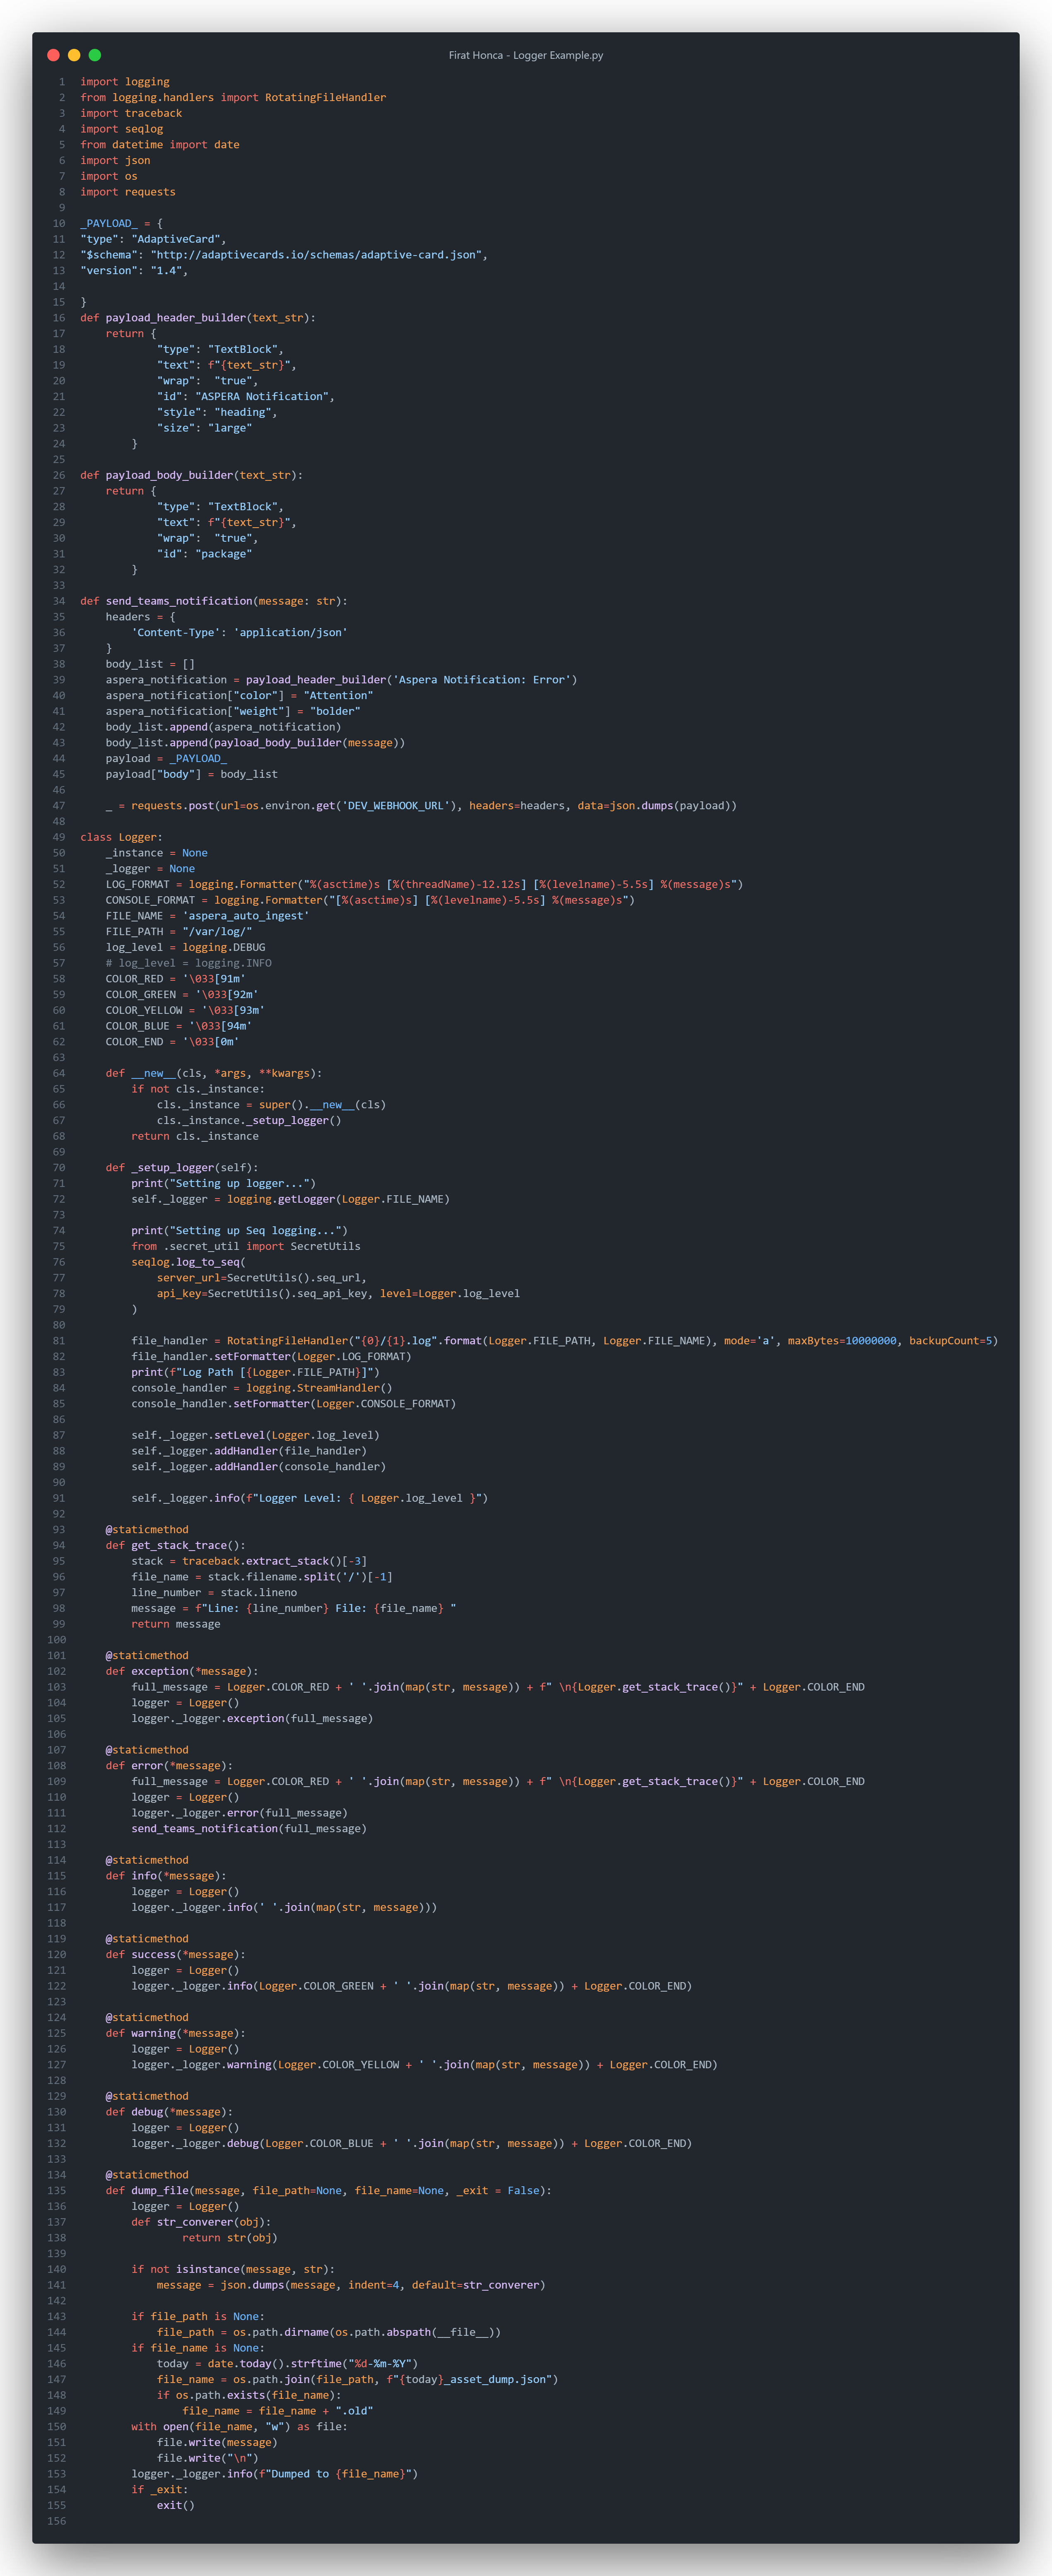 Firat Honca - Logger Example.py
1 import logging
2 from logging.handlers import RotatingFileHandler
3 import traceback
4 import seqlog
5 from datetime import date
6 import json
7 import os
8 import requests
9
10 _PAYLOAD_ = {
11 "type": "AdaptiveCard",
12 "$schema": "http://adaptivecards.io/schemas/adaptive-card.json",
13 "version": "1.4",
14
15 }
16 def payload_header_builder(text_str):
17     return {
18             "type": "TextBlock",
19             "text": f"{text_str}",
20             "wrap":  "true",
21             "id": "ASPERA Notification",
22             "style": "heading",
23             "size": "large"
24         }
25
26 def payload_body_builder(text_str):
27     return {
28             "type": "TextBlock",
29             "text": f"{text_str}",
30             "wrap":  "true",
31             "id": "package"
32         }
33
34 def send_teams_notification(message: str):
35     headers = {
36         'Content-Type': 'application/json'
37     }
38     body_list = []
39     aspera_notification = payload_header_builder('Aspera Notification: Error')
40     aspera_notification["color"] = "Attention"
41     aspera_notification["weight"] = "bolder"
42     body_list.append(aspera_notification)
43     body_list.append(payload_body_builder(message))
44     payload = _PAYLOAD_
45     payload["body"] = body_list
46
47     _ = requests.post(url=os.environ.get('DEV_WEBHOOK_URL'), headers=headers, data=json.dumps(payload))
48
49 class Logger:
50     _instance = None
51     _logger = None
52     LOG_FORMAT = logging.Formatter("%(asctime)s [%(threadName)-12.12s] [%(levelname)-5.5s] %(message)s")
53     CONSOLE_FORMAT = logging.Formatter("[%(asctime)s] [%(levelname)-5.5s] %(message)s")
54     FILE_NAME = 'aspera_auto_ingest'
55     FILE_PATH = "/var/log/"
56     log_level = logging.DEBUG
57     # log_level = logging.INFO
58     COLOR_RED = '\033[91m'
59     COLOR_GREEN = '\033[92m'
60     COLOR_YELLOW = '\033[93m'
61     COLOR_BLUE = '\033[94m'
62     COLOR_END = '\033[0m'
63
64     def __new__(cls, *args, **kwargs):
65         if not cls._instance:
66             cls._instance = super().__new__(cls)
67             cls._instance._setup_logger()
68         return cls._instance
69
70     def _setup_logger(self):
71         print("Setting up logger...")
72         self._logger = logging.getLogger(Logger.FILE_NAME)
73
74         print("Setting up Seq logging...")
75         from .secret_util import SecretUtils
76         seqlog.log_to_seq(
77             server_url=SecretUtils().seq_url,
78             api_key=SecretUtils().seq_api_key, level=Logger.log_level
79         )
80
81         file_handler = RotatingFileHandler("{0}/{1}.log".format(Logger.FILE_PATH, Logger.FILE_NAME), mode='a', maxBytes=10000000, backupCount=5)
82         file_handler.setFormatter(Logger.LOG_FORMAT)
83         print(f"Log Path [{Logger.FILE_PATH}]")
84         console_handler = logging.StreamHandler()
85         console_handler.setFormatter(Logger.CONSOLE_FORMAT)
86
87         self._logger.setLevel(Logger.log_level)
88         self._logger.addHandler(file_handler)
89         self._logger.addHandler(console_handler)
90
91         self._logger.info(f"Logger Level: { Logger.log_level }")
92
93     @staticmethod
94     def get_stack_trace():
95         stack = traceback.extract_stack()[-3]
96         file_name = stack.filename.split('/')[-1]
97         line_number = stack.lineno
98         message = f"Line: {line_number} File: {file_name} "
99         return message
100
101     @staticmethod
102     def exception(*message):
103         full_message = Logger.COLOR_RED + ' '.join(map(str, message)) + f" \n{Logger.get_stack_trace()}" + Logger.COLOR_END
104         logger = Logger()
105         logger._logger.exception(full_message)
106
107     @staticmethod
108     def error(*message):
109         full_message = Logger.COLOR_RED + ' '.join(map(str, message)) + f" \n{Logger.get_stack_trace()}" + Logger.COLOR_END
110         logger = Logger()
111         logger._logger.error(full_message)
112         send_teams_notification(full_message)
113
114     @staticmethod
115     def info(*message):
116         logger = Logger()
117         logger._logger.info(' '.join(map(str, message)))
118
119     @staticmethod
120     def success(*message):
121         logger = Logger()
122         logger._logger.info(Logger.COLOR_GREEN + ' '.join(map(str, message)) + Logger.COLOR_END)
123
124     @staticmethod
125     def warning(*message):
126         logger = Logger()
127         logger._logger.warning(Logger.COLOR_YELLOW + ' '.join(map(str, message)) + Logger.COLOR_END)
128
129     @staticmethod
130     def debug(*message):
131         logger = Logger()
132         logger._logger.debug(Logger.COLOR_BLUE + ' '.join(map(str, message)) + Logger.COLOR_END)
133
134     @staticmethod
135     def dump_file(message, file_path=None, file_name=None, _exit = False):
136         logger = Logger()
137         def str_converer(obj):
138                 return str(obj)
139
140         if not isinstance(message, str):
141             message = json.dumps(message, indent=4, default=str_converer)
142
143         if file_path is None:
144             file_path = os.path.dirname(os.path.abspath(__file__))
145         if file_name is None:
146             today = date.today().strftime("%d-%m-%Y")
147             file_name = os.path.join(file_path, f"{today}_asset_dump.json")
148             if os.path.exists(file_name):
149                 file_name = file_name + ".old"
150         with open(file_name, "w") as file:
151             file.write(message)
152             file.write("\n")
153         logger._logger.info(f"Dumped to {file_name}")
154         if _exit:
155             exit()
156